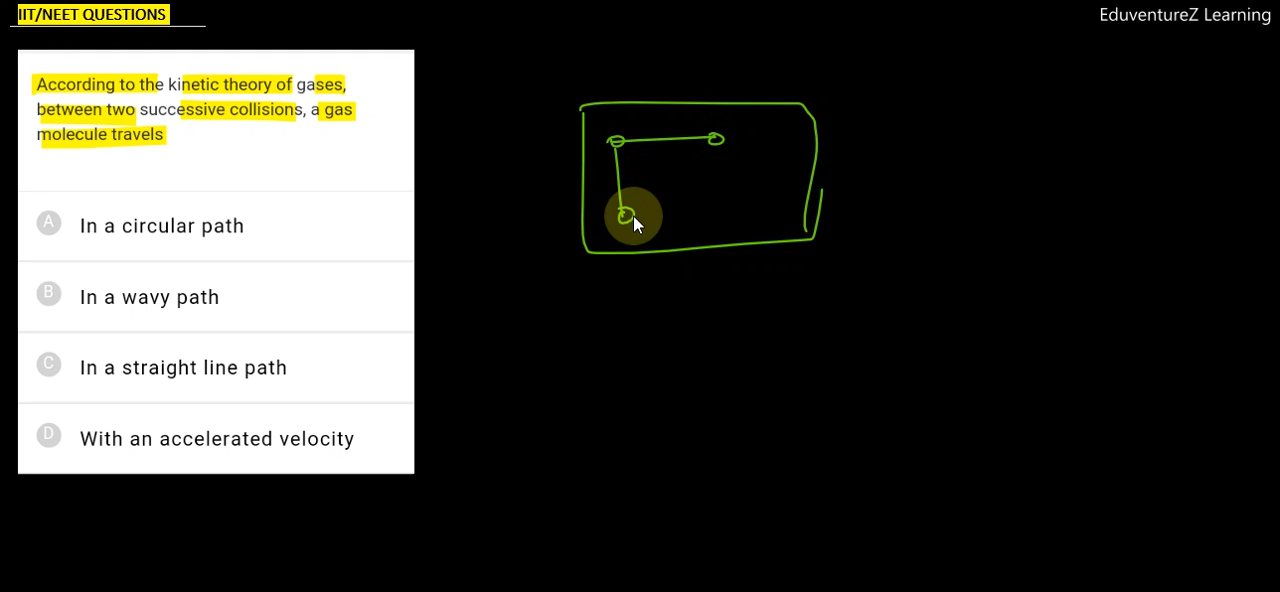 IIT/NEET QUESTIONS
EduventureZ Learning
According to the kinetic theory of gases,
between two successive collisions, a gas
molecule travels
A In a circular path
B In a wavy path
C In a straight line path
D With an accelerated velocity